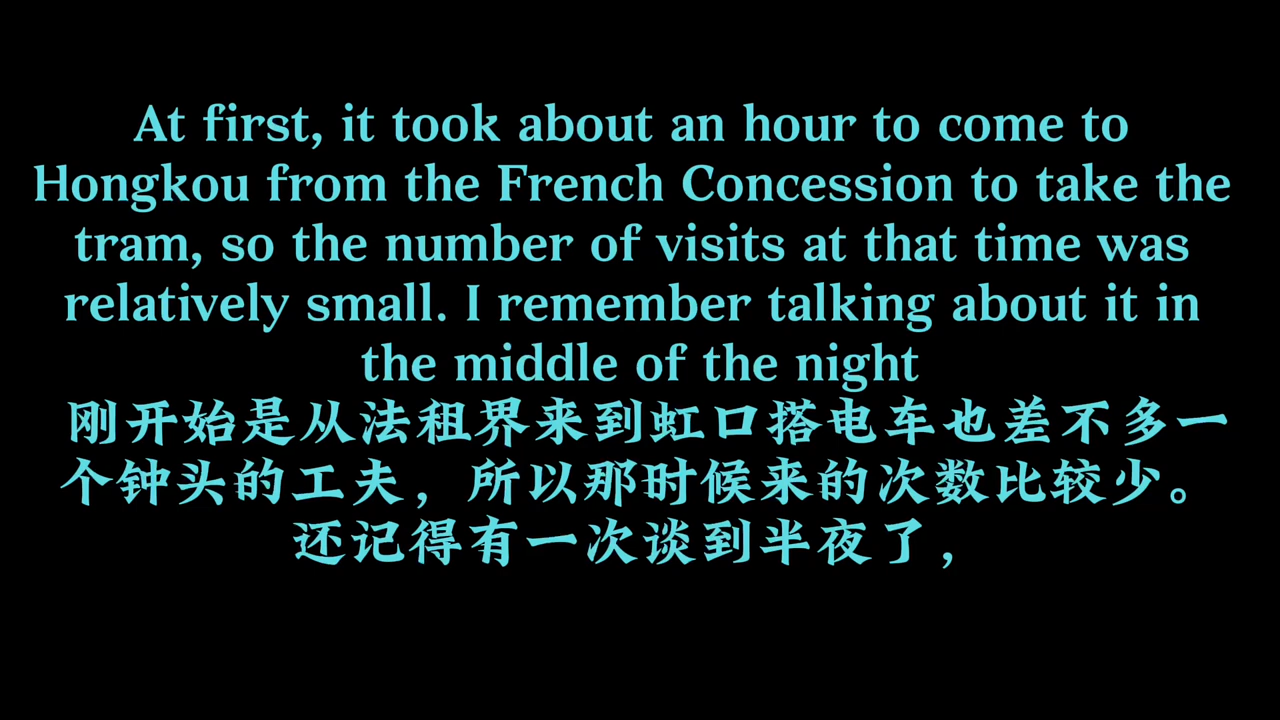 At first, it took about an hour to come to
Hongkou from the French Concession to take the
tram, so the number of visits at that time was
relatively small. I remember talking about it in
the middle of the night
刚开始是从法租界来到虹口搭电车也差不多一
个钟头的工夫，所以那时候来的次数比较少。
还记得有一次谈到半夜了，